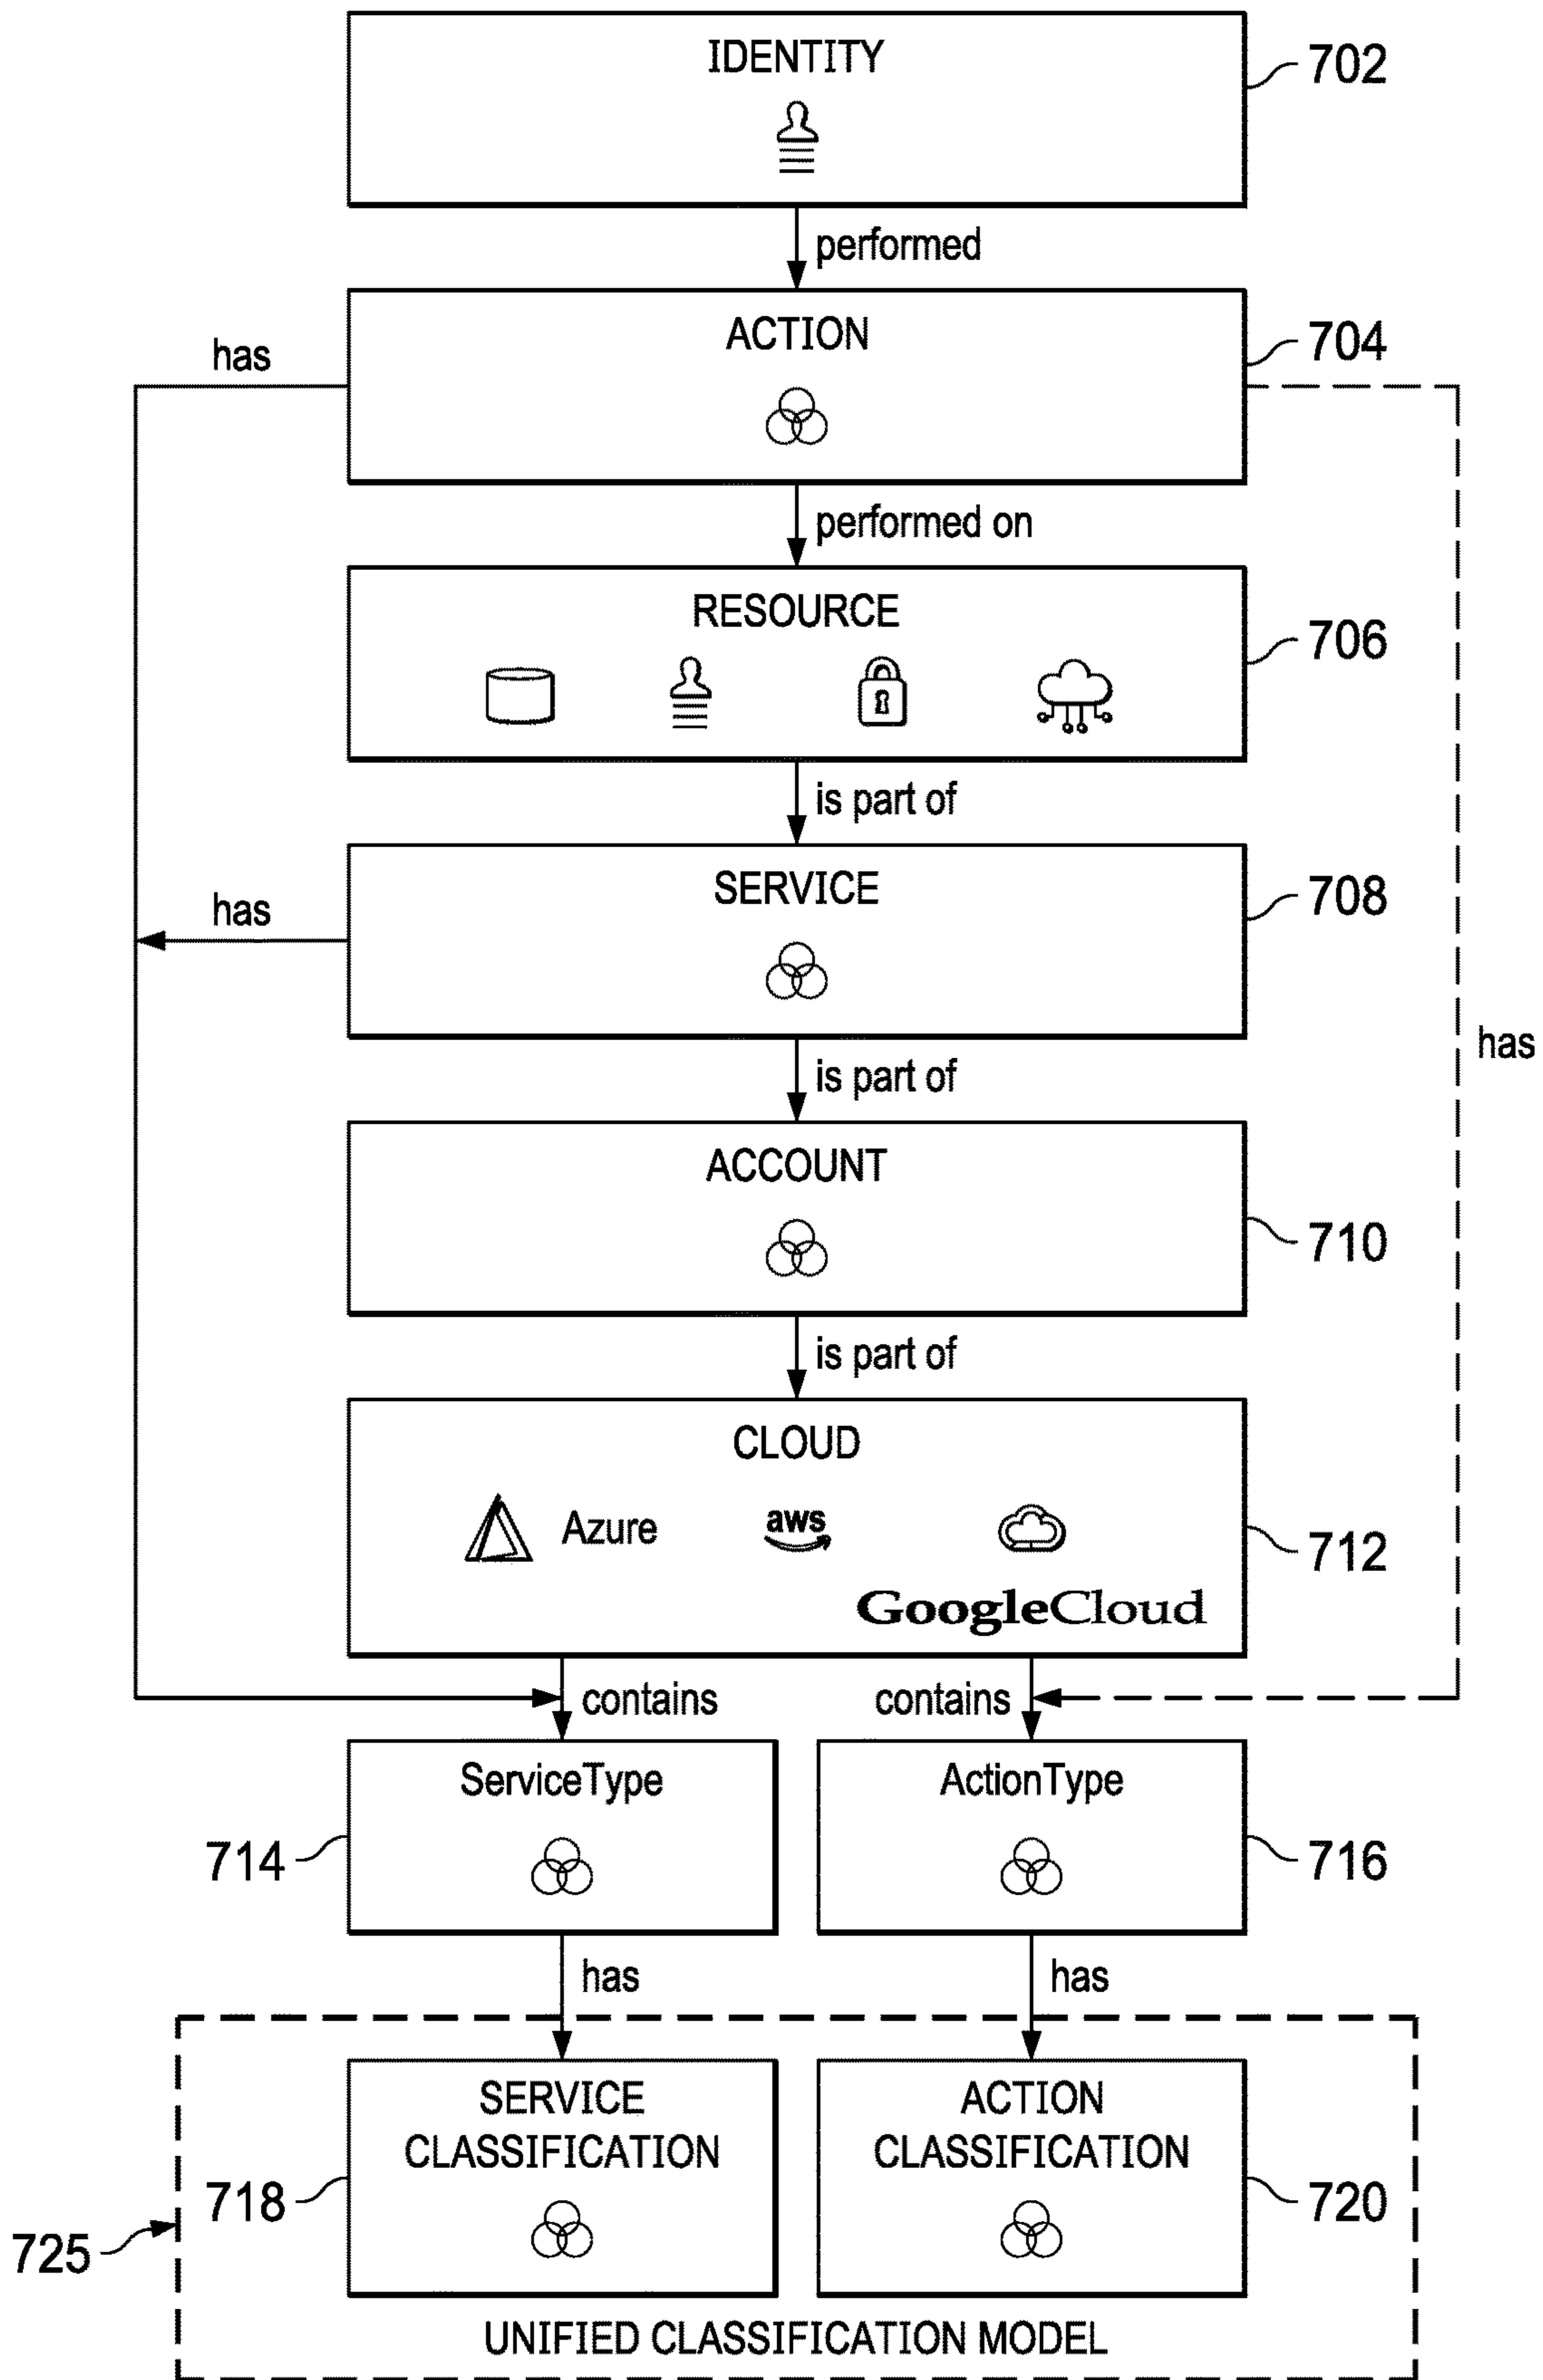 IDENTITY
702
performed
ACTION
704
has
performed on
RESOURCE
706
is part of
SERVICE
708
has
has
is part of
ACCOUNT
710
is part of
CLOUD
Azure
aws
712
GoogleCloud
contains
contains
ServiceType
ActionType
714
716
has
has
SERVICE
CLASSIFICATION
ACTION
CLASSIFICATION
718
720
725
UNIFIED CLASSIFICATION MODEL